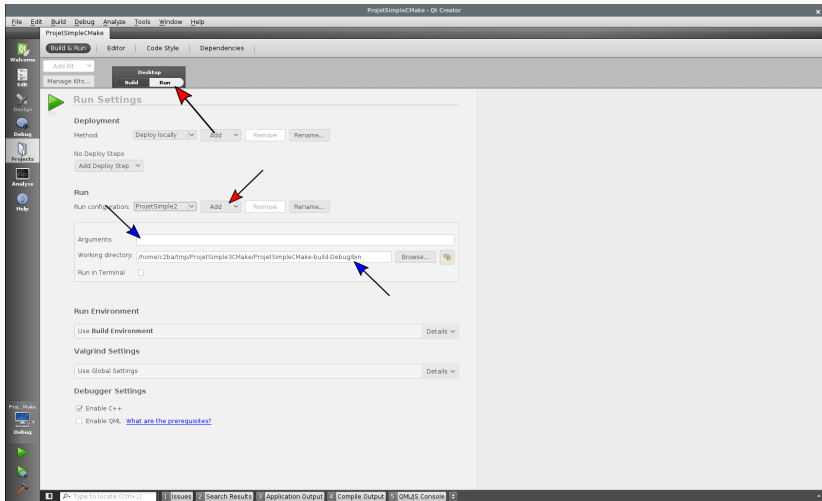 ProjetSimpleCMake - Qt Creator
File Edit Build Debug Analyze Tools Window Help
ProjetSimpleCMake
Build & Run Editor Code Style Dependencies
Qt
Welcome
Add Kit
Manage Kits...
Desktop
Build Run
Edit
Design
Debug
Projects
Analyze
Help
Run Settings
Deployment
Method: Deploy locally Add Remove Rename...
No Deploy Steps
Add Deploy Step
Run
Run configuration: ProjetSimple2 Add Remove Rename...
Arguments:
Working directory: /home/c2ba/tmp/ProjetSimple3CMake/ProjetSimpleCMake-build-Debug/bin Browse...
Run in Terminal
Run Environment
Use Build Environment Details
Valgrind Settings
Use Global Settings Details
Debugger Settings
Enable C++
Enable QML What are the prerequisites?
Proj...Make
Debug
Type to locate (Ctrl+L) 1 Issues 2 Search Results 3 Application Output 4 Compile Output 5 QML/JS Console